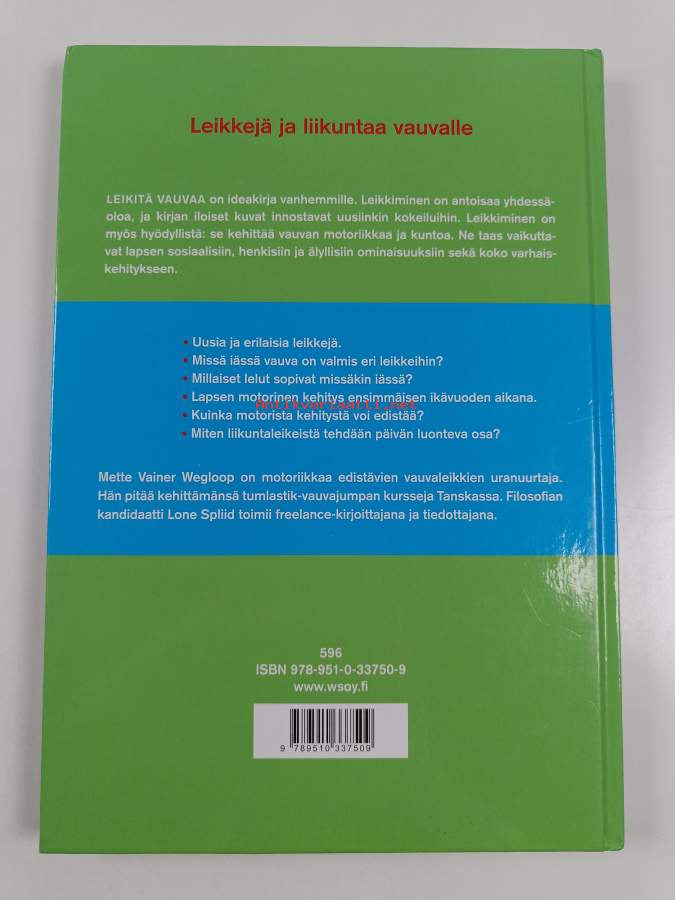 Leikkejä ja liikuntaa vauvalle
LEIKITÄ VAUVAA on ideakirja vanhemmille. Leikkiminen on antoisaa yhdessä-
oloa, ja kirjan iloiset kuvat innostavat uusiinkin kokeiluihin. Leikkiminen on
myös hyödyllistä: se kehittää vauvan motoriikkaa ja kuntoa. Ne taas vaikutta-
vat lapsen sosiaalisiin, henkisiin ja älyllisiin ominaisuuksiin sekä koko varhais-
kehitykseen.
• Uusia ja erilaisia leikkejä.
• Missä iässä vauva on valmis eri leikkeihin?
• Millaiset lelut sopivat missäkin iässä?
• Lapsen motorinen kehitys ensimmäisen ikävuoden aikana.
Antikvariaatti.net
• Kuinka motorista kehitystä voi edistää?
• Miten liikuntaleikeistä tehdään päivän luonteva osa?
Mette Vainer Wegloop on motoriikkaa edistävien vauvaleikkien uranuurtaja.
Hän pitää kehittämänsä tumlastik-vauvajumpan kursseja Tanskassa. Filosofian
kandidaatti Lone Spliid toimii freelance-kirjoittajana ja tiedottajana.
596
ISBN 978-951-0-33750-9
www.wsoy.fi
9 789510 337509